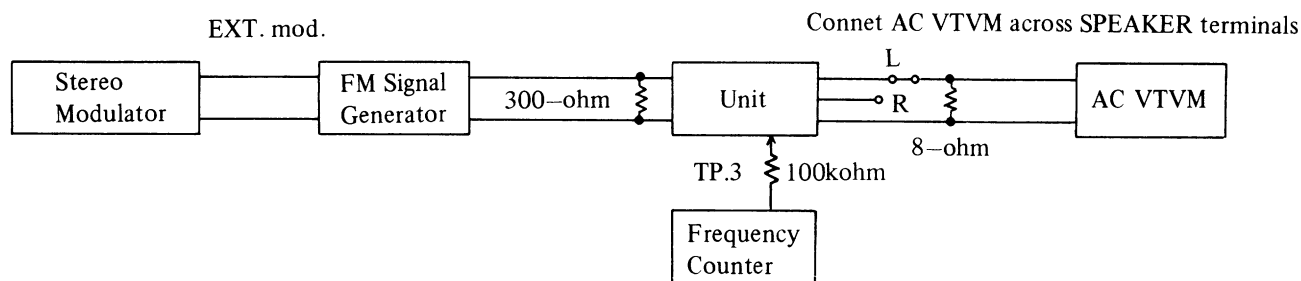 EXT. mod.
Connet AC VTVM across SPEAKER terminals
Stereo
Modulator
FM Signal
Generator
300–ohm
Unit
L
R
8–ohm
AC VTVM
TP.3
100kohm
Frequency
Counter